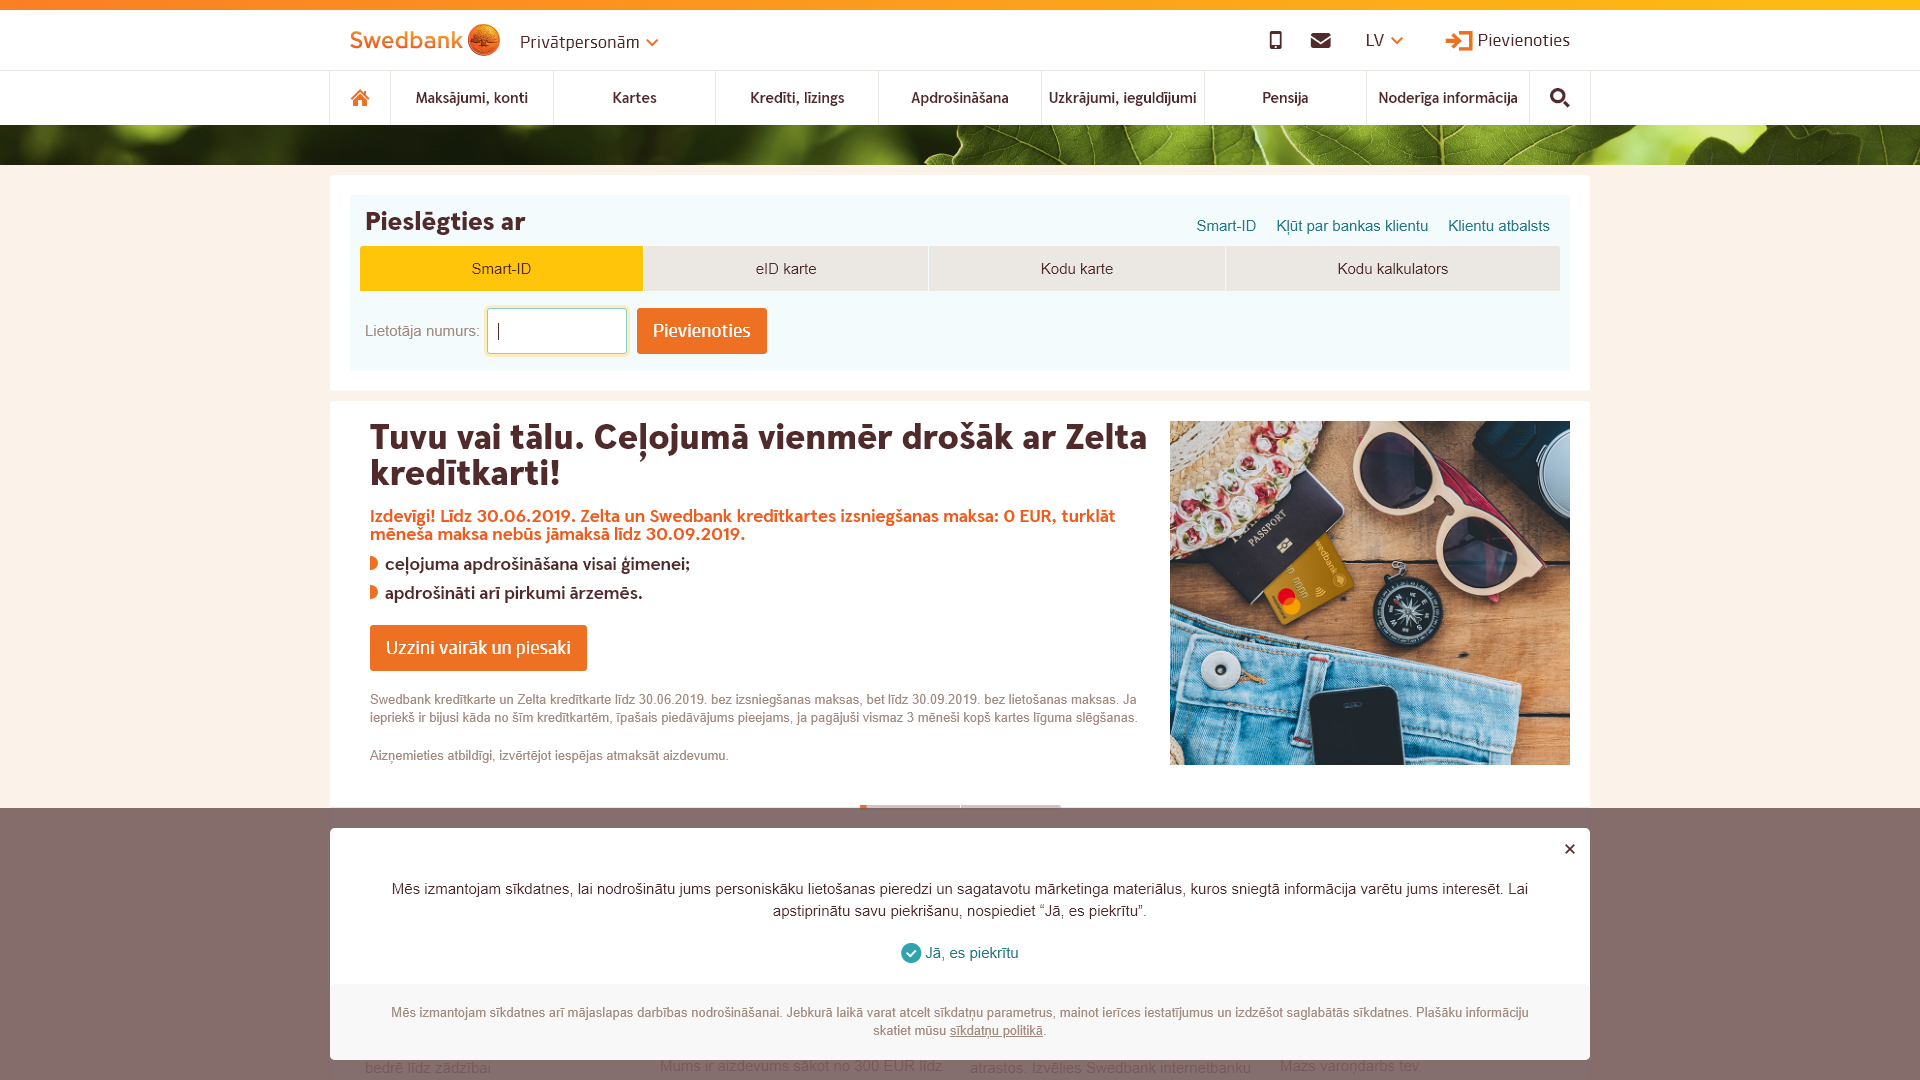 Swedbank
Privātpersonām
LV
Pievienoties
Maksājumi, konti
Kartes
Kredīti, līzings
Apdrošināšana
Uzkrājumi, ieguldījumi
Pensija
Noderīga informācija
Pieslēgties ar
Smart-ID
Kļūt par bankas klientu
Klientu atbalsts
Smart-ID
eID karte
Kodu karte
Kodu kalkulators
Lietotāja numurs:
Pievienoties
Tuvu vai tālu. Ceļojumā vienmēr drošāk ar Zelta
kredītkarti!
Izdevīgi! Līdz 30.06.2019. Zelta un Swedbank kredītkartes izsniegšanas maksa: 0 EUR, turklāt
mēneša maksa nebūs jāmaksā līdz 30.09.2019.
ceļojuma apdrošināšana visai ģimenei;
apdrošināti arī pirkumi ārzemēs.
Uzzini vairāk un piesaki
Swedbank kredītkarte un Zelta kredītkarte līdz 30.06.2019. bez izsniegšanas maksas, bet līdz 30.09.2019. bez lietošanas maksas. Ja
iepriekš ir bijusi kāda no šīm kredītkartēm, īpašais piedāvājums pieejams, ja pagājuši vismaz 3 mēneši kopš kartes līguma slēgšanas.
Aizņemieties atbildīgi, izvērtējot iespējas atmaksāt aizdevumu.
PASSPORT
Mēs izmantojam sīkdatnes, lai nodrošinātu jums personiskāku lietošanas pieredzi un sagatavotu mārketinga materiālus, kuros sniegtā informācija varētu jums interesēt. Lai
apstiprinātu savu piekrišanu, nospiediet “Jā, es piekrītu”.
Jā, es piekrītu
Mēs izmantojam sīkdatnes arī mājaslapas darbības nodrošināšanai. Jebkurā laikā varat atcelt sīkdatņu parametrus, mainot ierīces iestatījumus un izdzēšot saglabātās sīkdatnes. Plašāku informāciju
skatiet mūsu sīkdatņu politikā.
bedrē līdz zādzībai
Mums ir aizdevums sākot no 300 EUR līdz
atrastos. Izvēlies Swedbank internetbanku
Mazs varoņdarbs tev